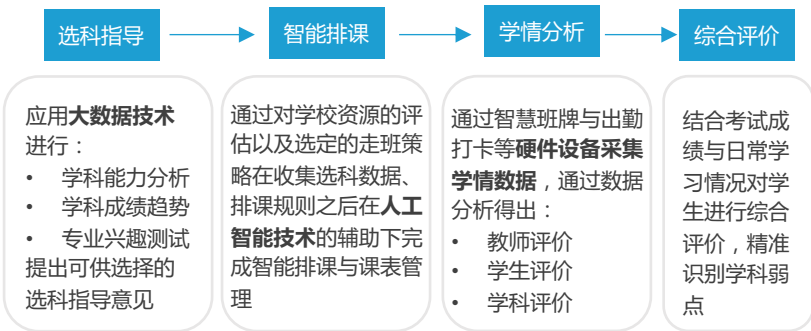 选科指导
智能排课
学情分析
综合评价
应用大数据技术
进行：
• 学科能力分析
• 学科成绩趋势
• 专业兴趣测试
提出可供选择的
选科指导意见
通过对学校资源的评
估以及选定的走班策
略在收集选科数据、
排课规则之后在人工
智能技术的辅助下完
成智能排课与课表管
理
通过智慧班牌与出勤
打卡等硬件设备采集
学情数据，通过数据
分析得出：
• 教师评价
• 学生评价
• 学科评价
结合考试成
绩与日常学
习情况对学
生进行综合
评价，精准
识别学科弱
点